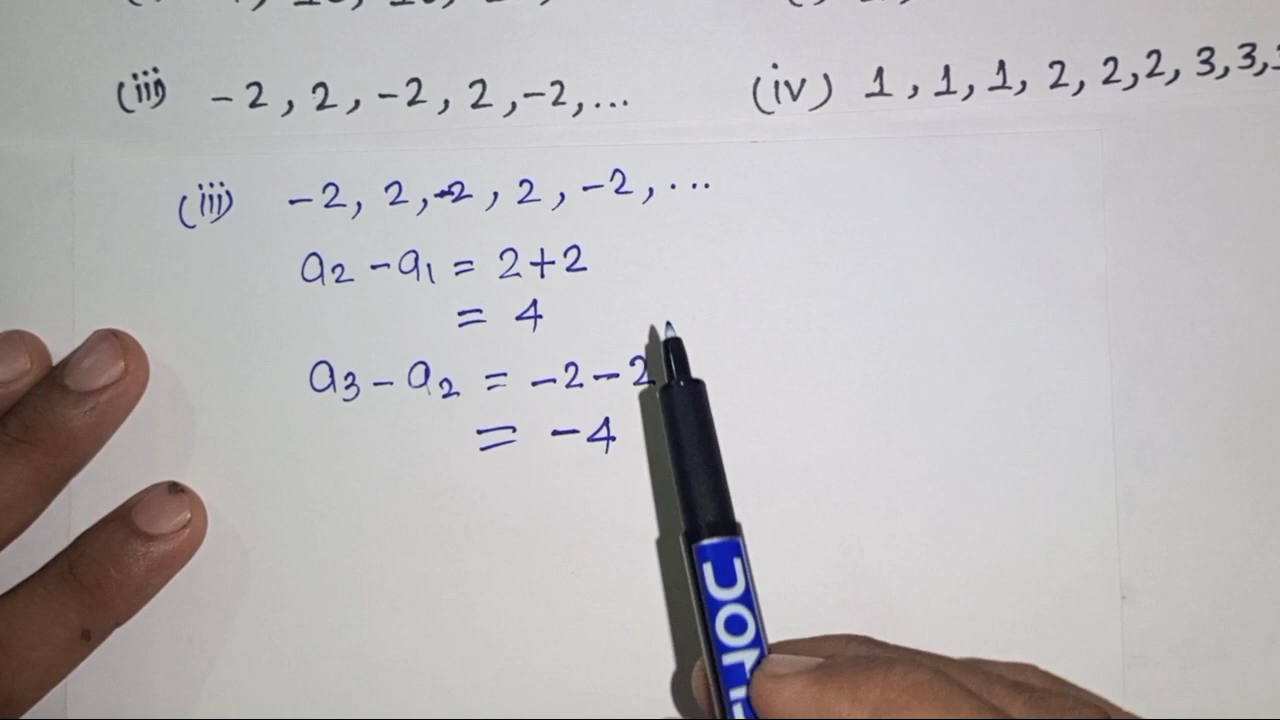 (iii) -2, 2, -2, 2, -2, ...
(iv) 1, 1, 1, 2, 2, 2, 3, 3,
(iii) -2, 2, -2, 2, -2, ...
a₂ - a₁ = 2+2
= 4
a₃ - a₂ = -2-2
= -4